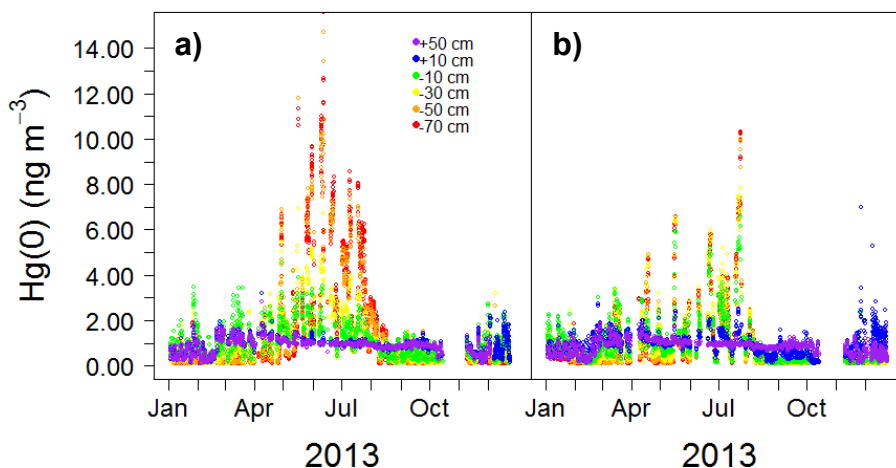 a)
b)
+50 cm
+10 cm
-10 cm
-30 cm
-50 cm
-70 cm
Hg(0) (ng m⁻³)
14.00
12.00
10.00
8.00
6.00
4.00
2.00
0.00
Jan Apr Jul Oct Jan Apr Jul Oct
2013 2013